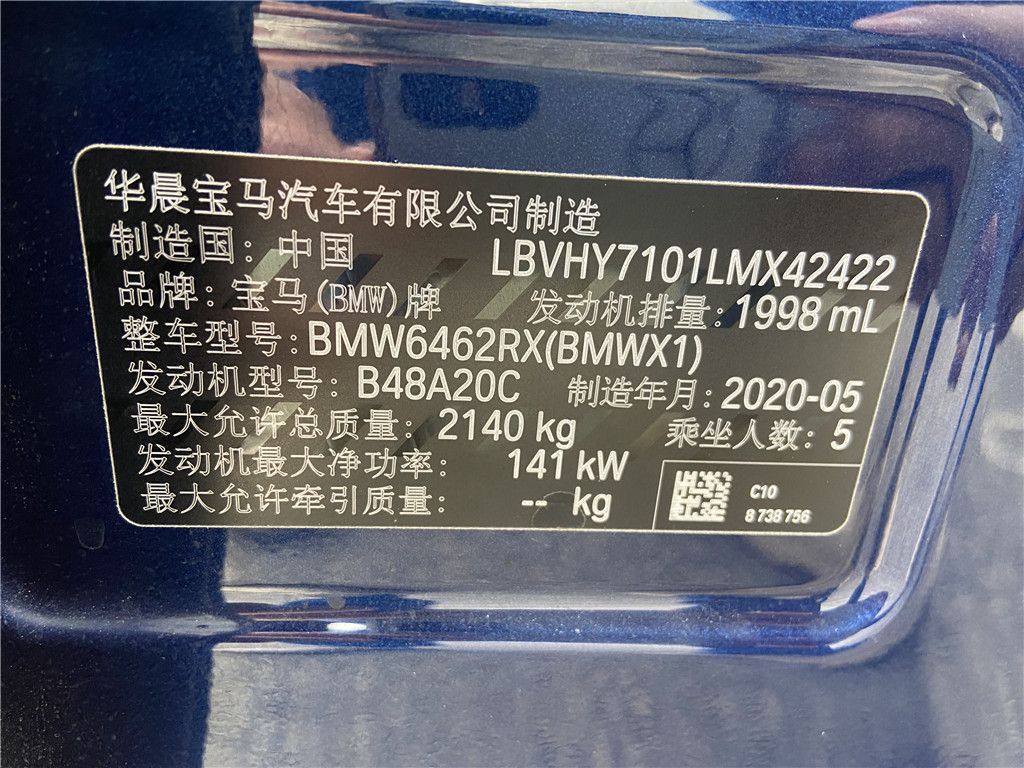 华晨宝马汽车有限公司制造
制造国：中国 LBVHY7101LMX42422
品牌：宝马(BMW)牌 发动机排量：1998 mL
整车型号：BMW6462RX(BMWX1)
发动机型号：B48A20C 制造年月：2020-05
最大允许总质量：2140 kg 乘坐人数：5
发动机最大净功率：141 kW
最大允许牵引质量：-- kg
C10
8 738 756